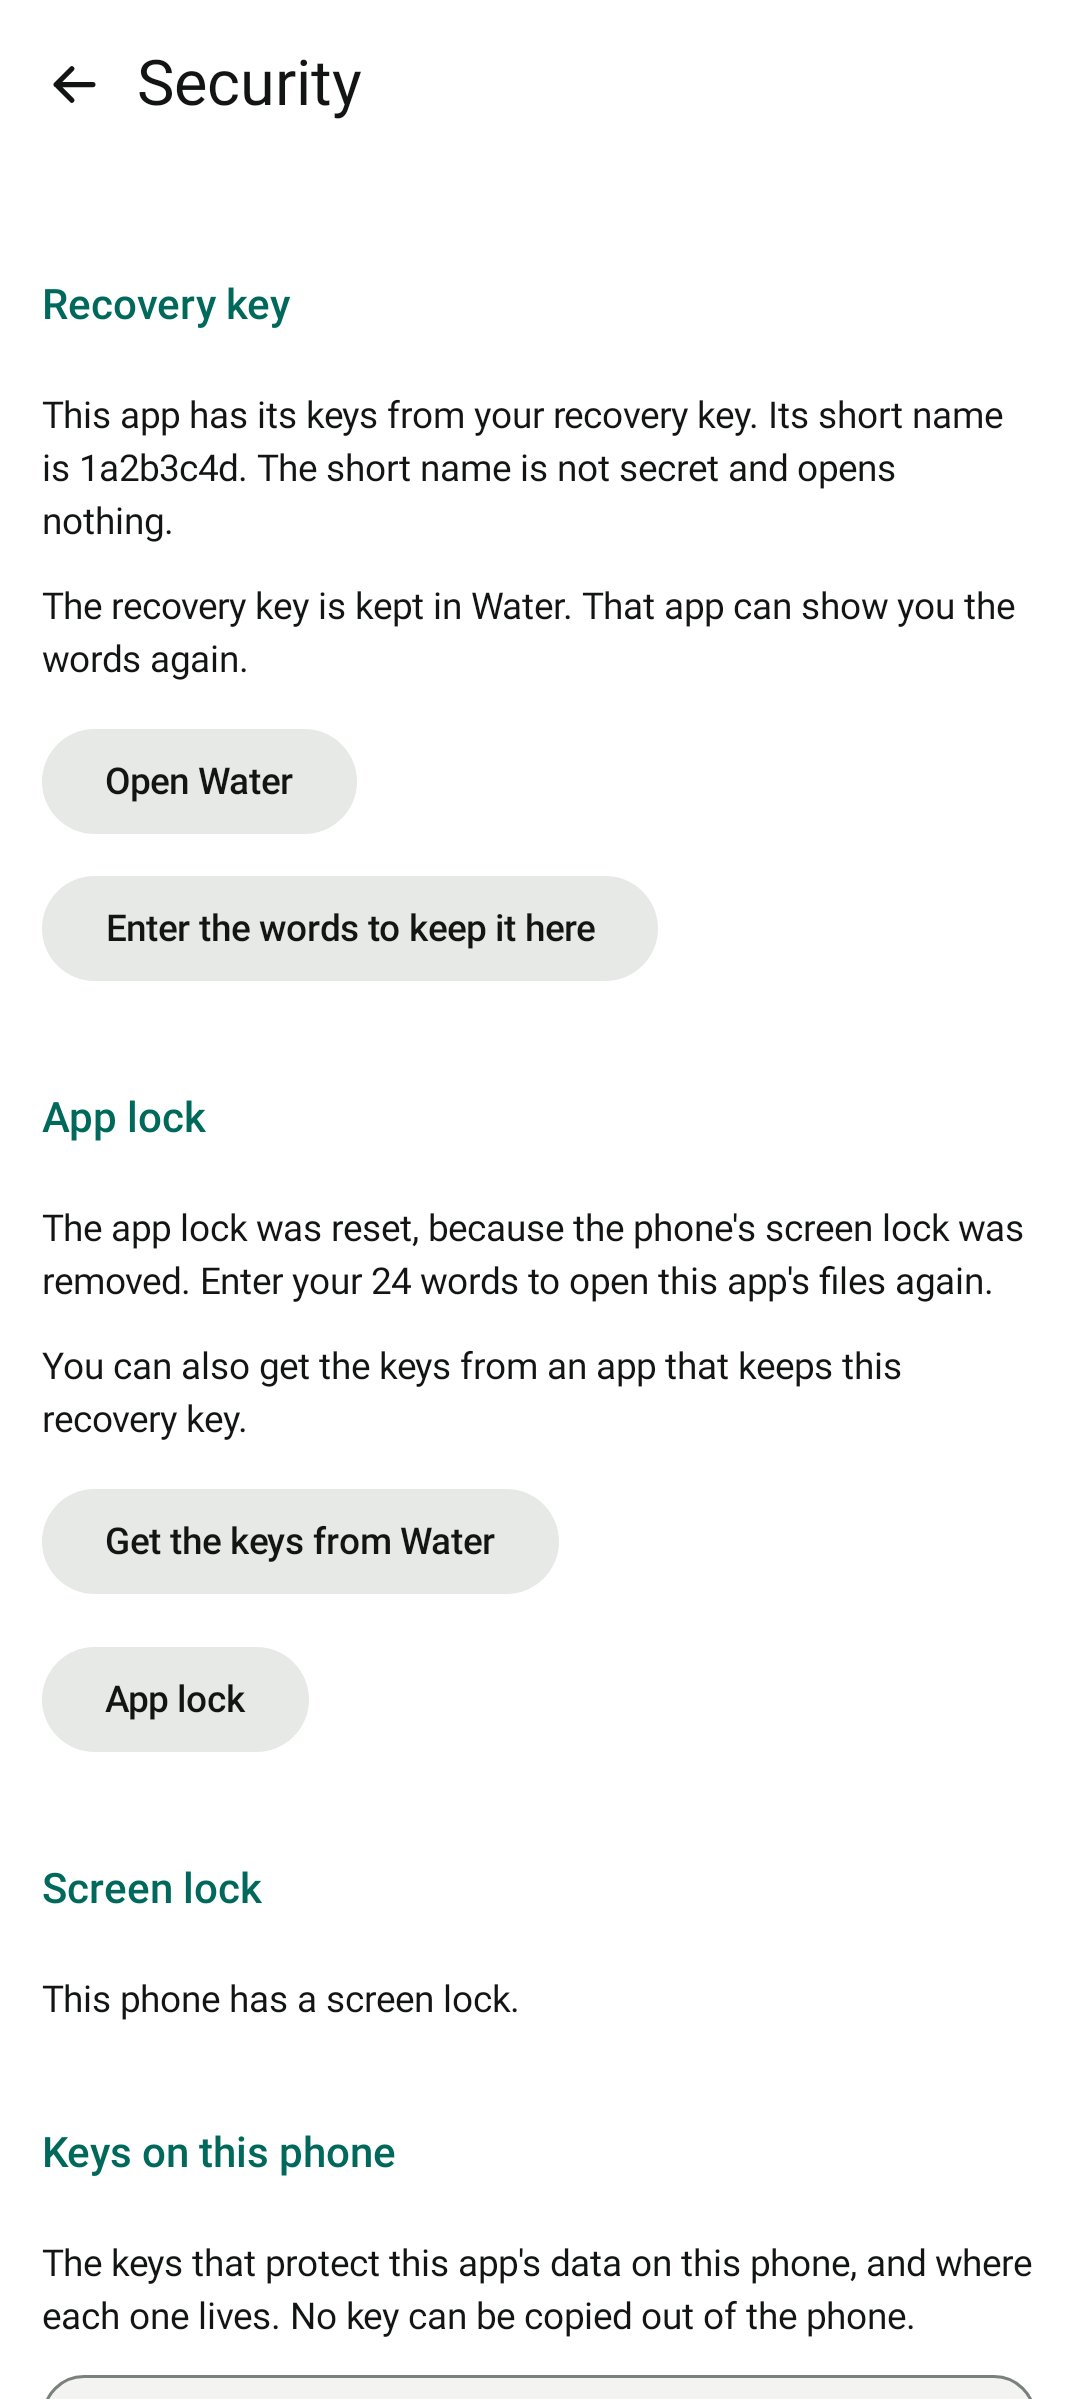 Security
Recovery key
This app has its keys from your recovery key. Its short name
is 1a2b3c4d. The short name is not secret and opens
nothing.
The recovery key is kept in Water. That app can show you the
words again.
Open Water
Enter the words to keep it here
App lock
The app lock was reset, because the phone's screen lock was
removed. Enter your 24 words to open this app's files again.
You can also get the keys from an app that keeps this
recovery key.
Get the keys from Water
App lock
Screen lock
This phone has a screen lock.
Keys on this phone
The keys that protect this app's data on this phone, and where
each one lives. No key can be copied out of the phone.